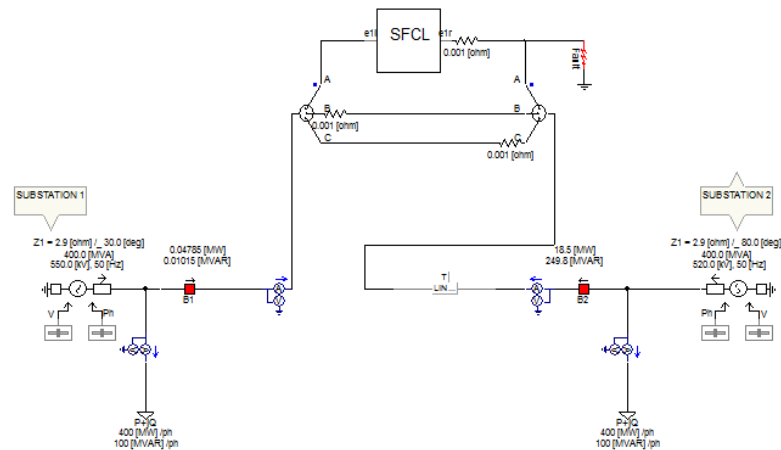 SFCL
e1l
e1r
0.001 [ohm]
Fault
A
A
B
B
0.001 [ohm]
C
C
0.001 [ohm]
SUBSTATION 1
SUBSTATION 2
Z1 = 2.9 [ohm] /_ 30.0 [deg]
400.0 [MVA]
550.0 [kV], 50 [Hz]
0.04785 [MW]
0.01015 [MVAR]
18.5 [MW]
249.8 [MVAR]
Z1 = 2.9 [ohm] /_ 80.0 [deg]
400.0 [MVA]
520.0 [kV], 50 [Hz]
T
LIN...
B1
B2
A
V
A
V
V
Ph
Ph
V
P+jQ
400 [MW] /ph
100 [MVAR] /ph
P+jQ
400 [MW] /ph
100 [MVAR] /ph